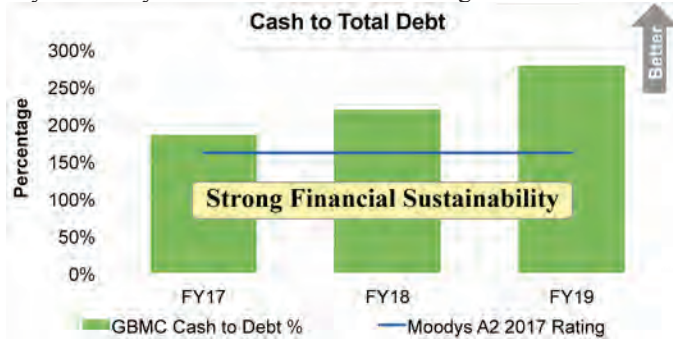 Cash to Total Debt
Better
300%
250%
200%
150%
100%
50%
0%
Percentage
Strong Financial Sustainability
FY17 FY18 FY19
GBMC Cash to Debt % Moodys A2 2017 Rating